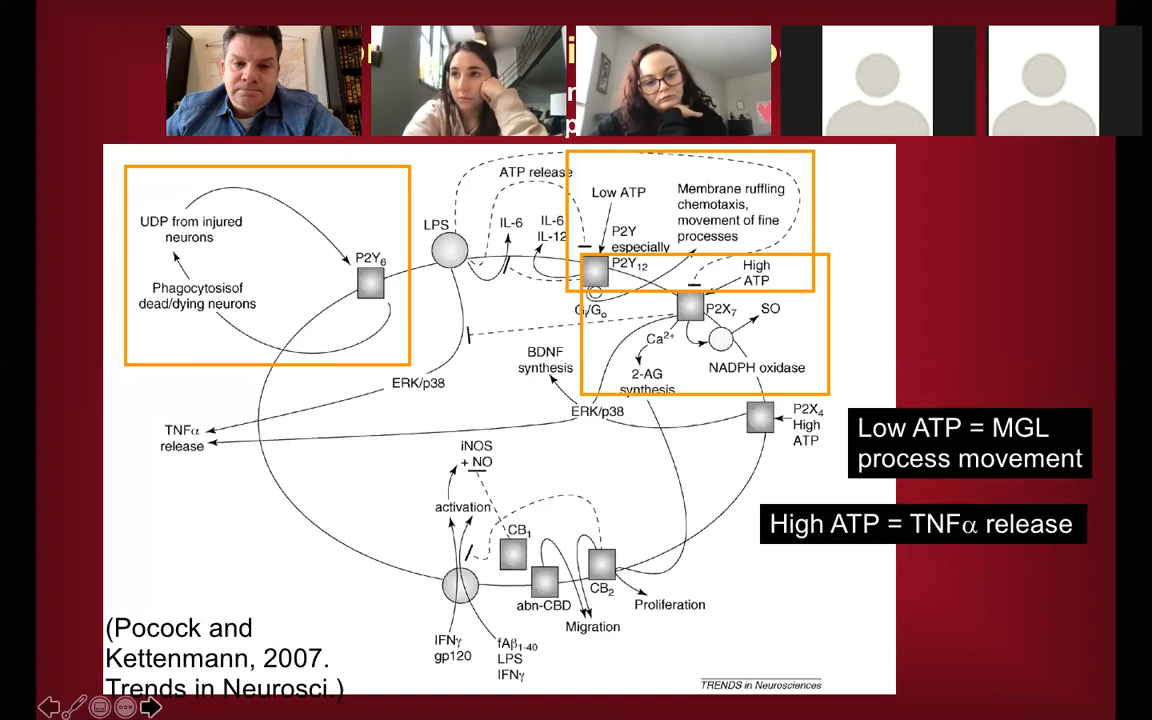 ATP release
Low ATP
Membrane ruffling
chemotaxis,
movement of fine
processes
UDP from injured
neurons
LPS
IL-6
IL-6
IL-12
P2Y
especially
P2Y12
P2Y6
High
ATP
Phagocytosisof
dead/dying neurons
Gi/Go
P2X7
SO
Ca2+
BDNF
synthesis
2-AG
synthesis
NADPH oxidase
ERK/p38
ERK/p38
P2X4
High
ATP
TNFα
release
Low ATP = MGL
process movement
iNOS
+ NO
activation
High ATP = TNFα release
CB1
CB2
abn-CBD
Proliferation
Migration
IFNγ
gp120
fAβ1-40
LPS
IFNγ
(Pocock and
Kettenmann, 2007.
Trends in Neurosci.)
TRENDS in Neurosciences